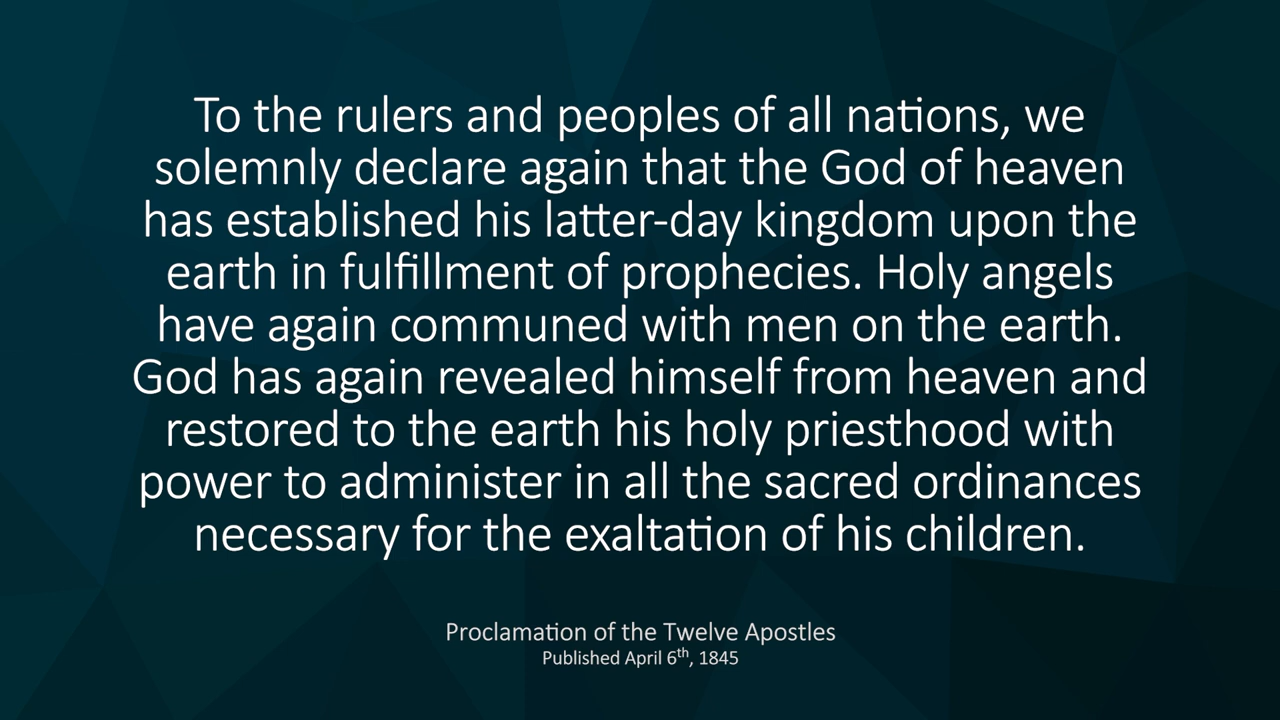 To the rulers and peoples of all nations, we
solemnly declare again that the God of heaven
has established his latter-day kingdom upon the
earth in fulfillment of prophecies. Holy angels
have again communed with men on the earth.
God has again revealed himself from heaven and
restored to the earth his holy priesthood with
power to administer in all the sacred ordinances
necessary for the exaltation of his children.
Proclamation of the Twelve Apostles
Published April 6th, 1845